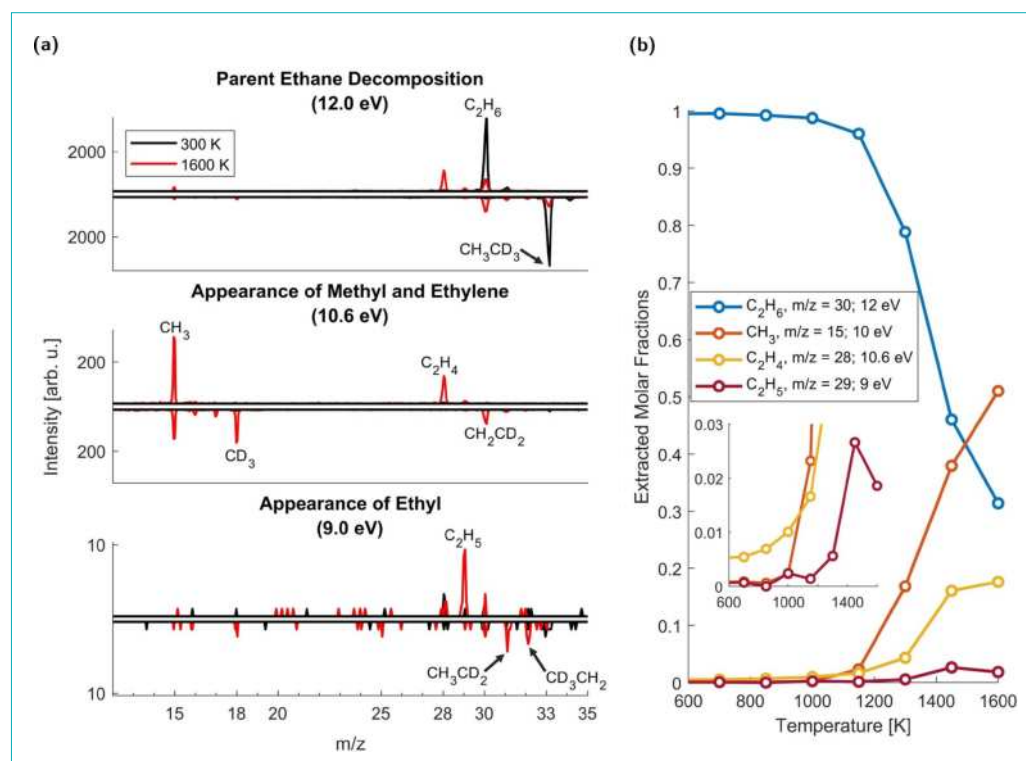 (a)
Parent Ethane Decomposition
(12.0 eV)
C₂H₆
300 K
1600 K
2000
2000
CH₃CD₃
Appearance of Methyl and Ethylene
(10.6 eV)
CH₃
C₂H₄
200
200
CD₃
CH₂CD₂
Intensity [arb. u.]
Appearance of Ethyl
(9.0 eV)
10
C₂H₅
CH₃CD₂
CD₃CH₂
10
15 18 25 28 30 33 35
m/z
(b)
1
0.9
0.8
0.7
0.6
0.5
0.4
0.3
0.2
0.1
0
Extracted Molar Fractions
C₂H₆, m/z = 30; 12 eV
CH₃, m/z = 15; 10 eV
C₂H₄, m/z = 28; 10.6 eV
C₂H₅, m/z = 29; 9 eV
0.03
0.02
0.01
0
600 1000 1400
600 800 1000 1200 1400 1600
Temperature [K]